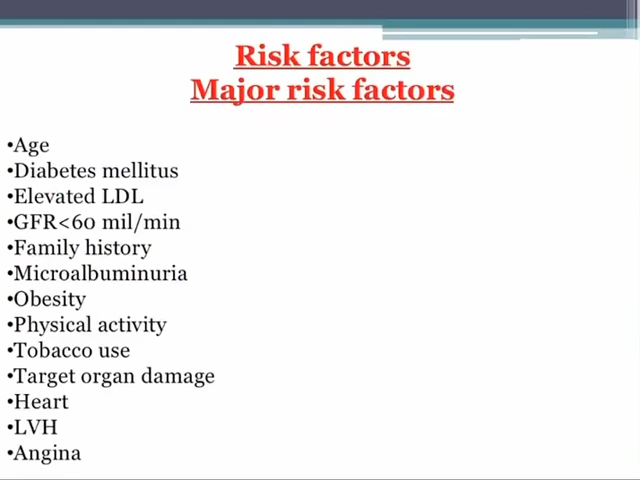 Risk factors
Major risk factors
•Age
•Diabetes mellitus
•Elevated LDL
•GFR<60 mil/min
•Family history
•Microalbuminuria
•Obesity
•Physical activity
•Tobacco use
•Target organ damage
•Heart
•LVH
•Angina